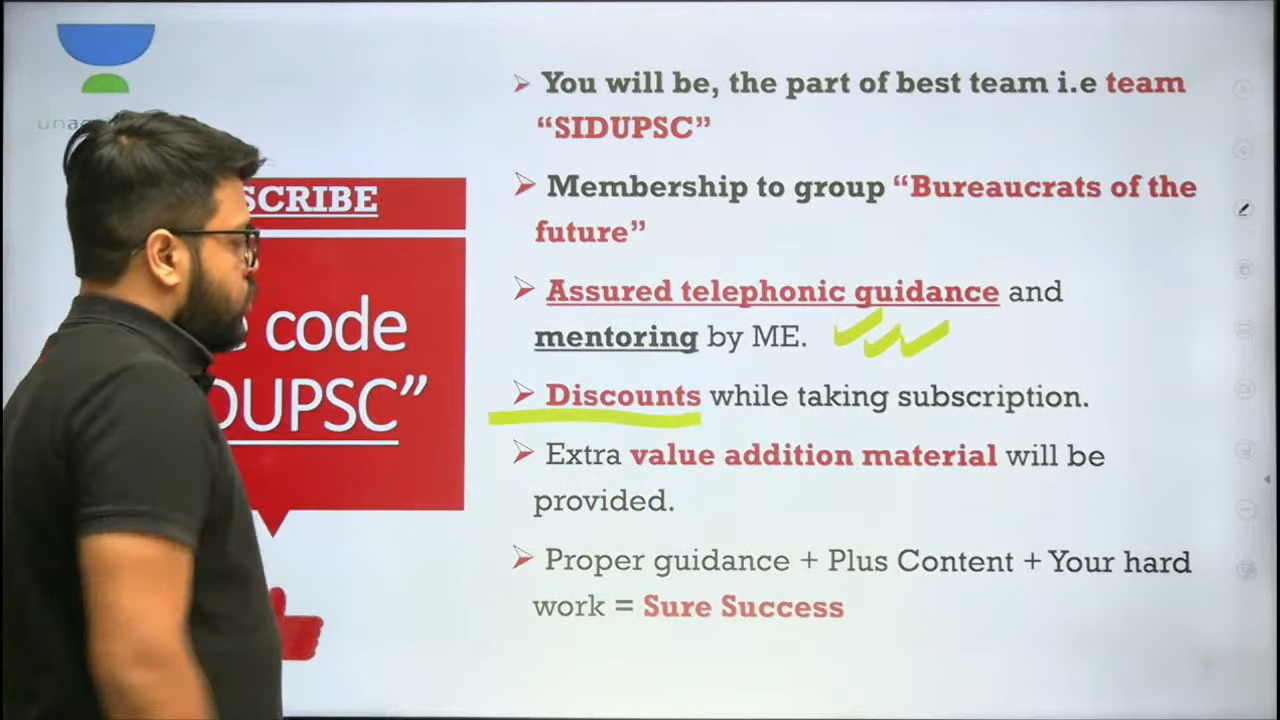 SCRIBE
code
DUPSC”
➢ You will be, the part of best team i.e team
“SIDUPSC”
➢ Membership to group “Bureaucrats of the
future”
➢ Assured telephonic guidance and
mentoring by ME.
➢ Discounts while taking subscription.
➢ Extra value addition material will be
provided.
➢ Proper guidance + Plus Content + Your hard
work = Sure Success